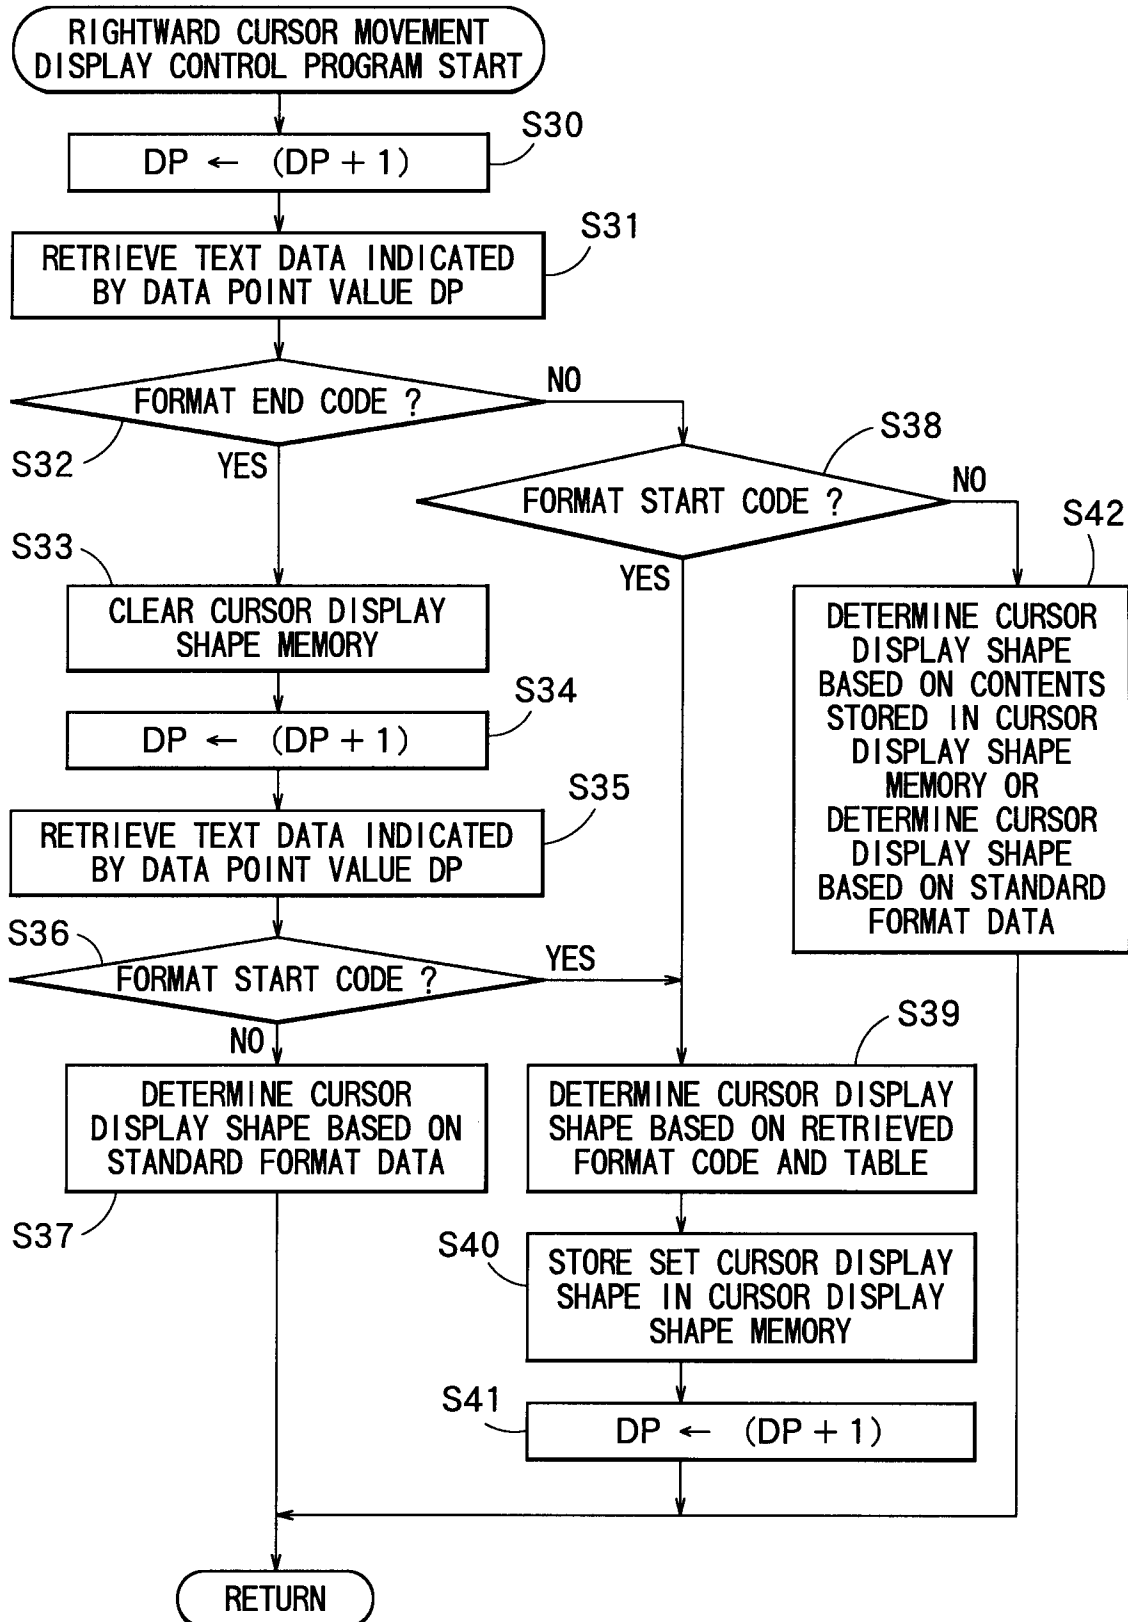 RIGHTWARD CURSOR MOVEMENT
DISPLAY CONTROL PROGRAM START
S30
DP ← (DP + 1)
S31
RETRIEVE TEXT DATA INDICATED
BY DATA POINT VALUE DP
FORMAT END CODE ?
NO
S32
YES
S38
FORMAT START CODE ?
NO
YES
S42
DETERMINE CURSOR
DISPLAY SHAPE
BASED ON CONTENTS
STORED IN CURSOR
DISPLAY SHAPE
MEMORY OR
DETERMINE CURSOR
DISPLAY SHAPE
BASED ON STANDARD
FORMAT DATA
S33
CLEAR CURSOR DISPLAY
SHAPE MEMORY
S34
DP ← (DP + 1)
S35
RETRIEVE TEXT DATA INDICATED
BY DATA POINT VALUE DP
S36
FORMAT START CODE ?
YES
NO
DETERMINE CURSOR
DISPLAY SHAPE BASED ON
STANDARD FORMAT DATA
S37
S39
DETERMINE CURSOR DISPLAY
SHAPE BASED ON RETRIEVED
FORMAT CODE AND TABLE
S40
STORE SET CURSOR DISPLAY
SHAPE IN CURSOR DISPLAY
SHAPE MEMORY
S41
DP ← (DP + 1)
RETURN